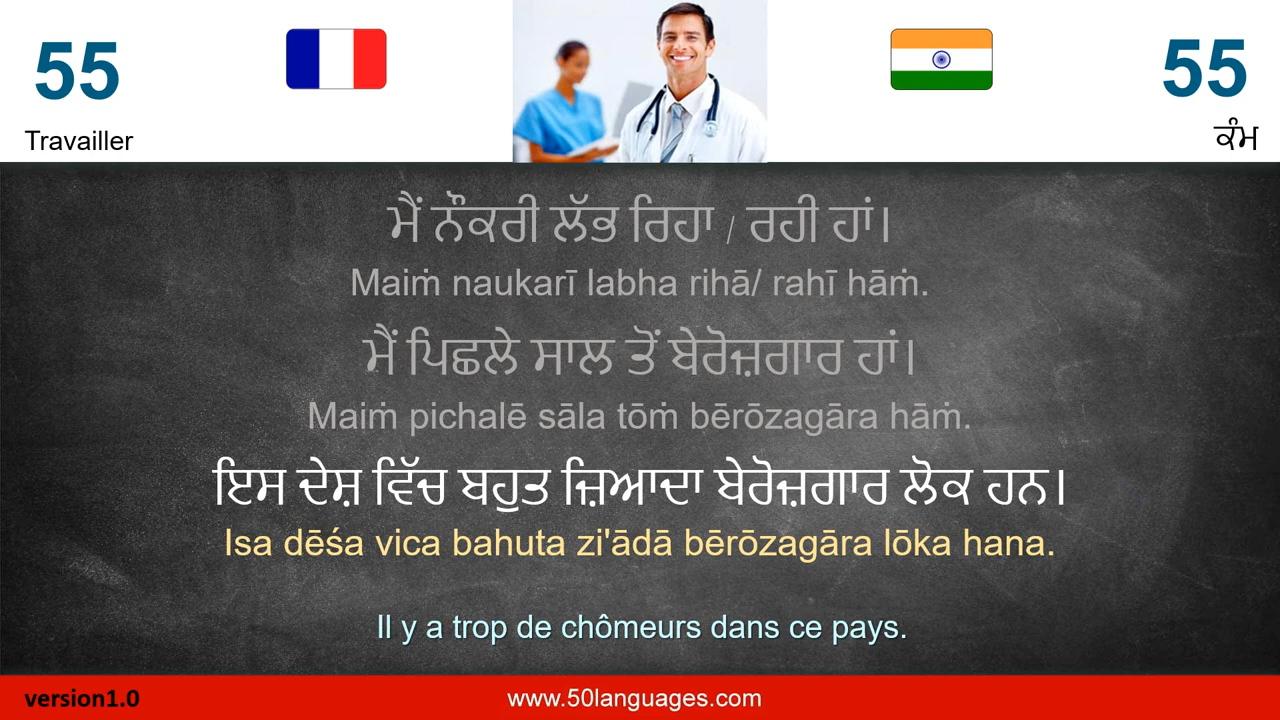 55
55
Travailler
ਕੰਮ
ਮੈਂ ਨੌਕਰੀ ਲੱਭ ਰਿਹਾ / ਰਹੀ ਹਾਂ।
Maiṁ naukarī labha rihā/ rahī hāṁ.
ਮੈਂ ਪਿਛਲੇ ਸਾਲ ਤੋਂ ਬੇਰੋਜ਼ਗਾਰ ਹਾਂ।
Maiṁ pichalē sāla tōṁ bērōzagāra hāṁ.
ਇਸ ਦੇਸ਼ ਵਿੱਚ ਬਹੁਤ ਜ਼ਿਆਦਾ ਬੇਰੋਜ਼ਗਾਰ ਲੋਕ ਹਨ।
Isa dēśa vica bahuta zi'ādā bērōzagāra lōka hana.
Il y a trop de chômeurs dans ce pays.
version1.0
www.50languages.com